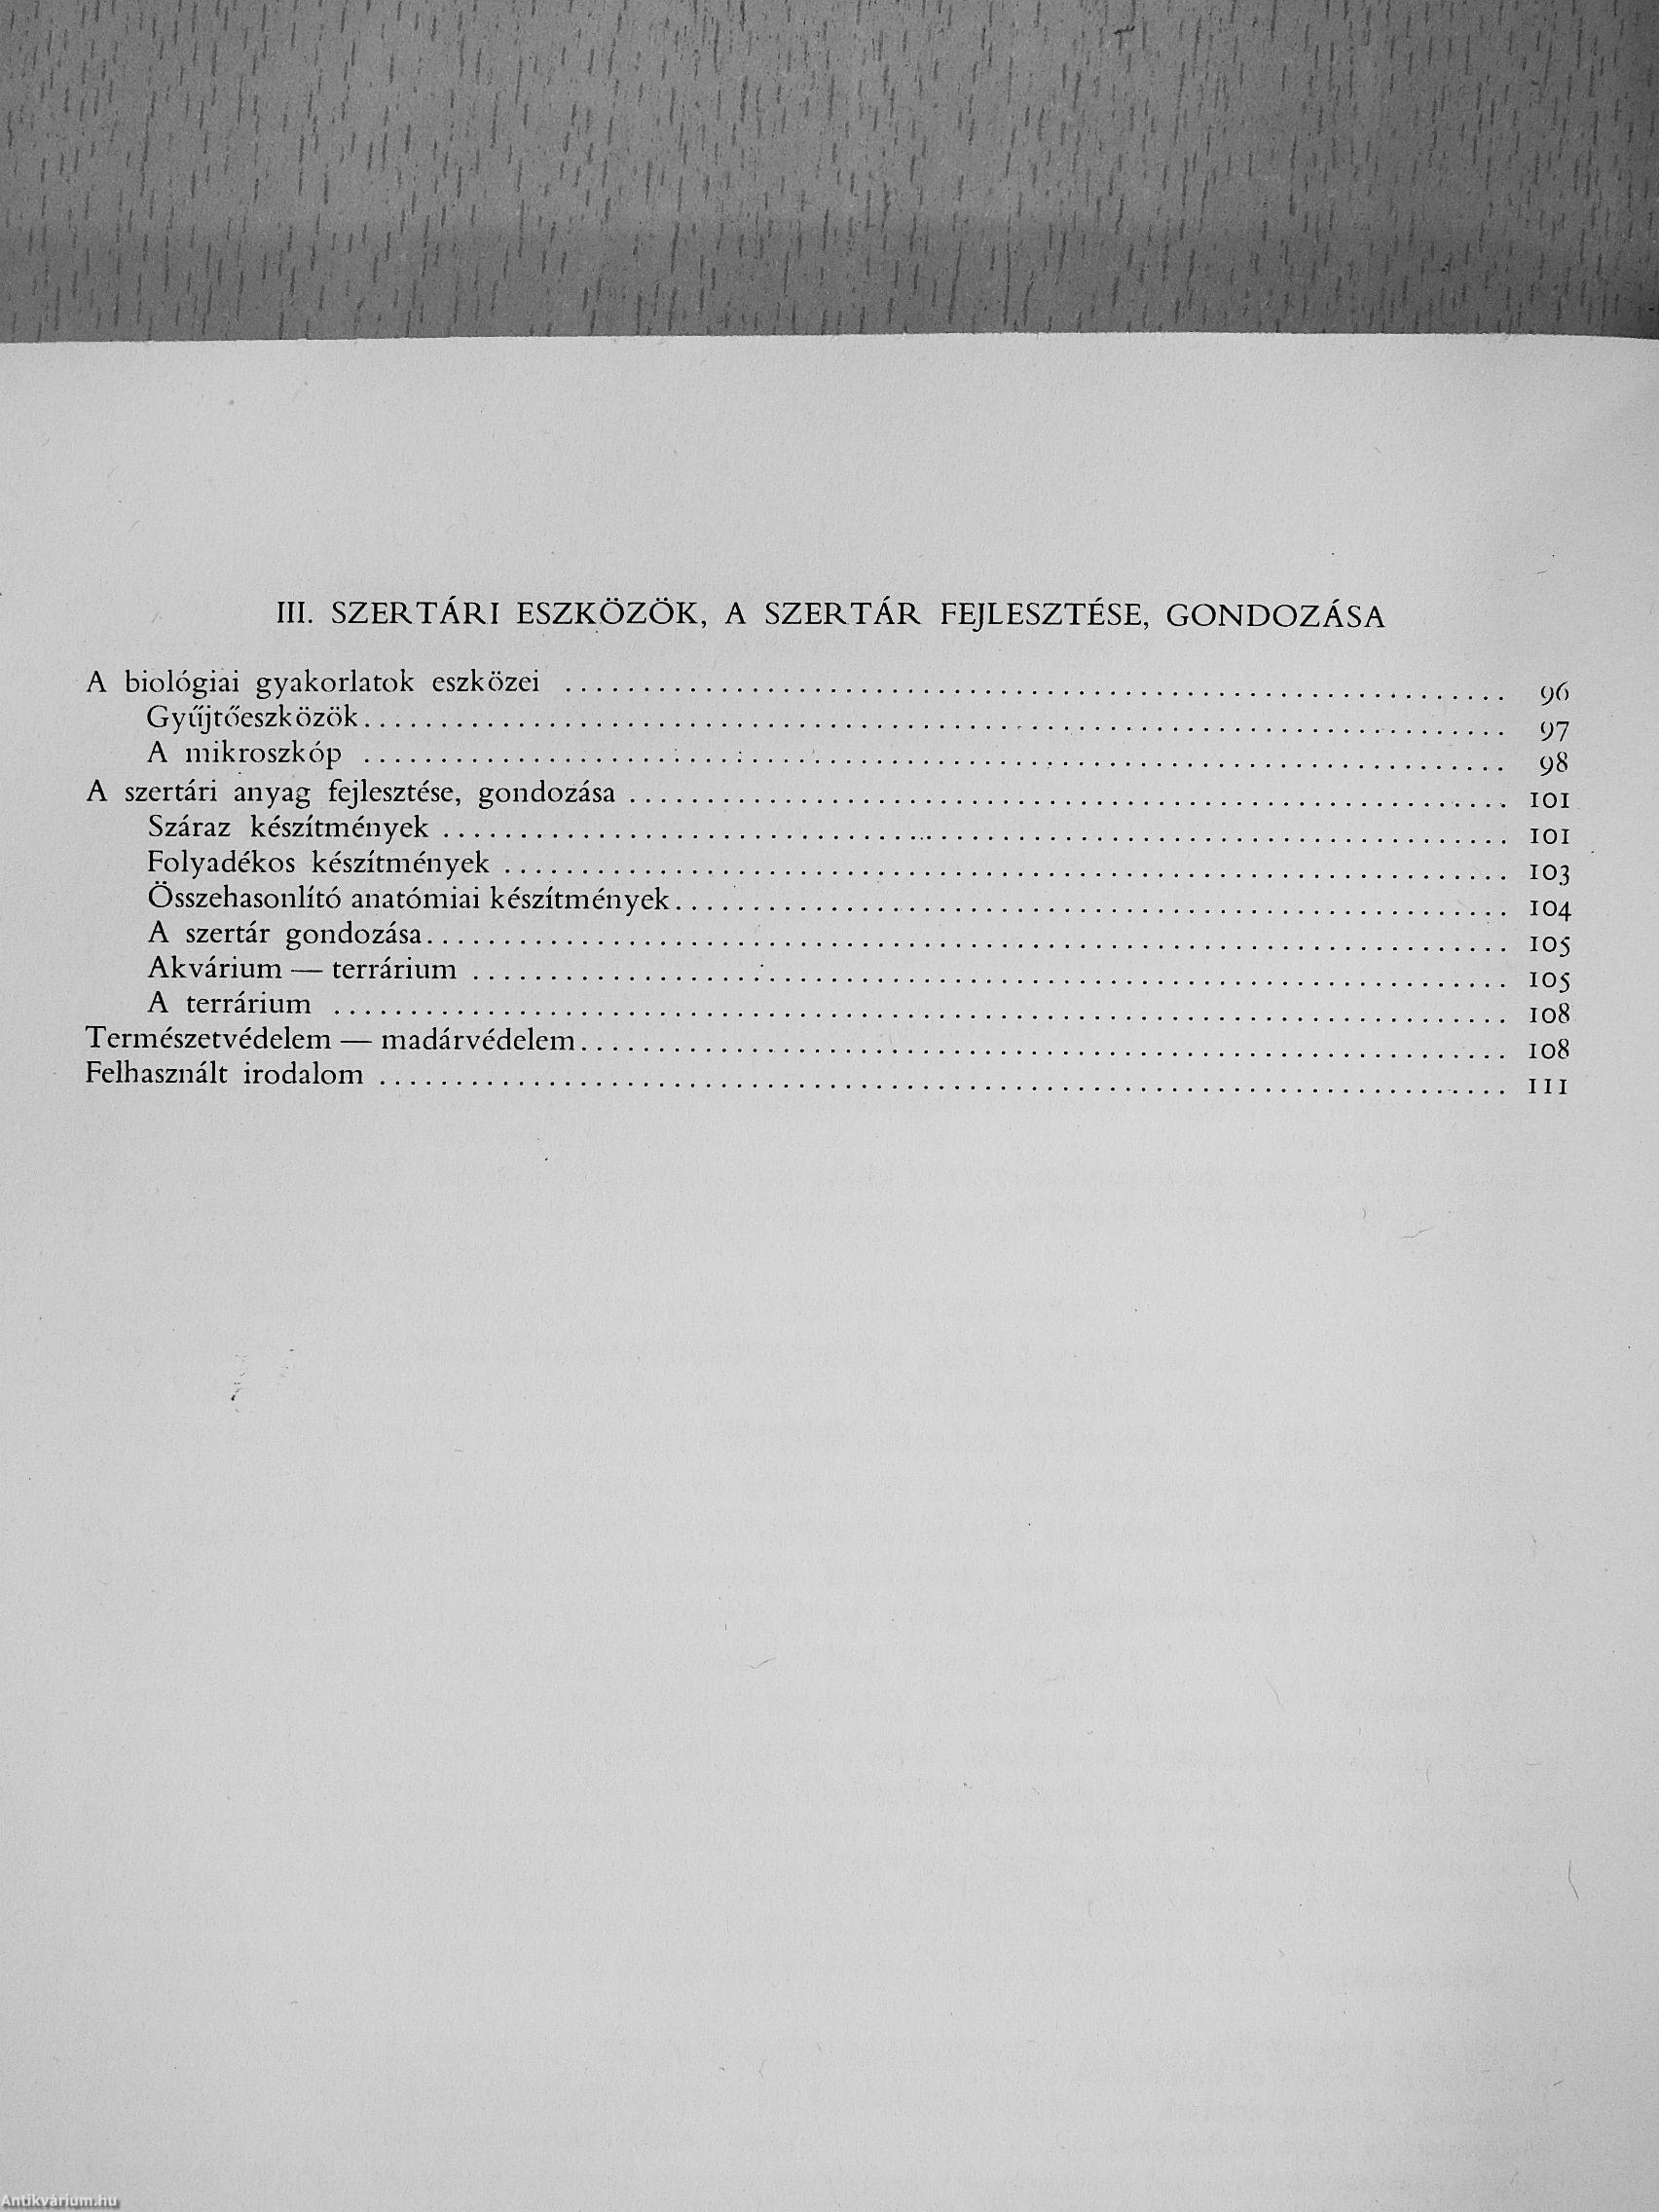 III. SZERTÁRI ESZKÖZÖK, A SZERTÁR FEJLESZTÉSE, GONDOZÁSA
A biológiai gyakorlatok eszközei 96
Gyűjtőeszközök 97
A mikroszkóp 98
A szertári anyag fejlesztése, gondozása 101
Száraz készítmények 101
Folyadékos készítmények 103
Összehasonlító anatómiai készítmények 104
A szertár gondozása 105
Akvárium — terrárium 105
A terrárium 108
Természetvédelem — madárvédelem 108
Felhasznált irodalom 111
Antikvárium.hu